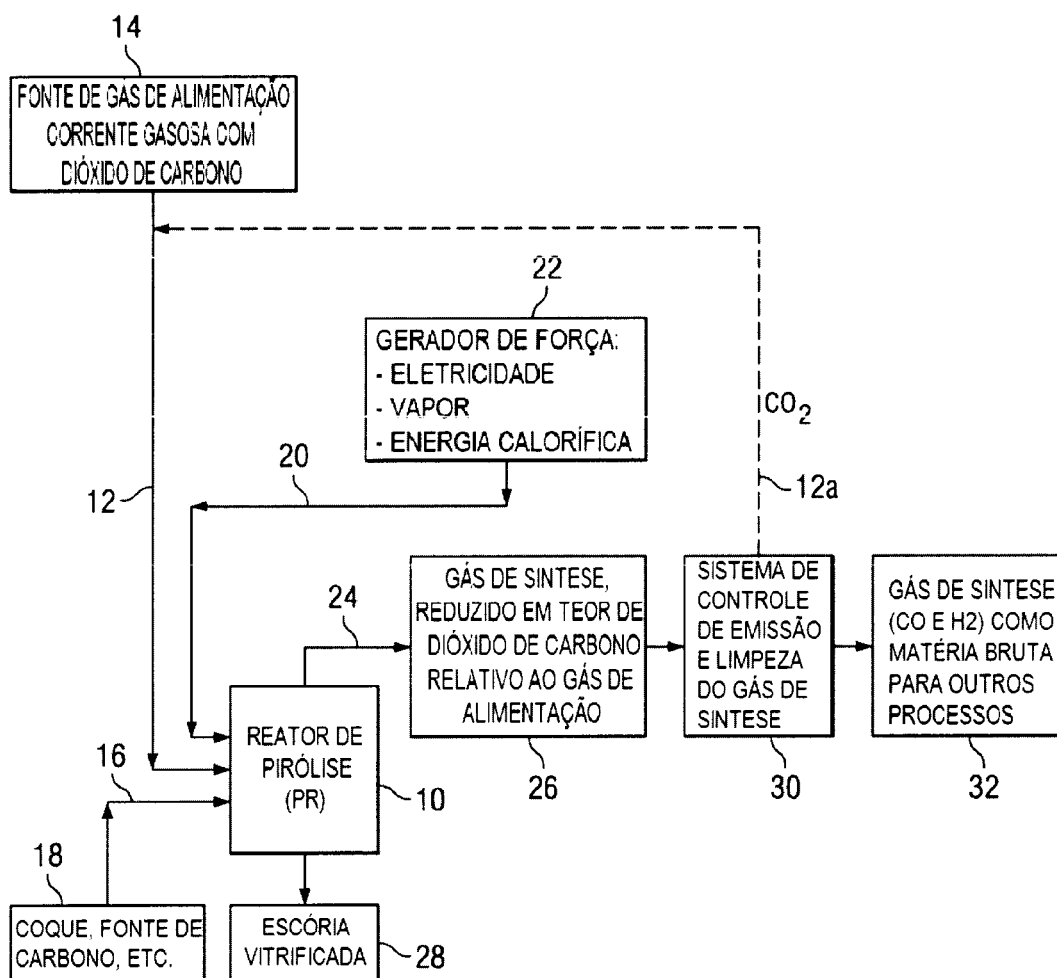 14
FONTE DE GÁS DE ALIMENTAÇÃO
CORRENTE GASOSA COM
DIÓXIDO DE CARBONO
22
GERADOR DE FORÇA:
- ELETRICIDADE
- VAPOR
- ENERGIA CALORÍFICA
CO2
12
20
12a
24
GÁS DE SINTESE,
REDUZIDO EM TEOR DE
DIÓXIDO DE CARBONO
RELATIVO AO GÁS DE
ALIMENTAÇÃO
26
SISTEMA DE
CONTROLE
DE EMISSÃO
E LIMPEZA
DO GÁS DE
SINTESE
30
GÁS DE SINTESE
(CO E H2) COMO
MATÉRIA BRUTA
PARA OUTROS
PROCESSOS
32
16
REATOR DE
PIRÓLISE
(PR)
10
18
COQUE, FONTE DE
CARBONO, ETC.
ESCÓRIA
VITRIFICADA
28